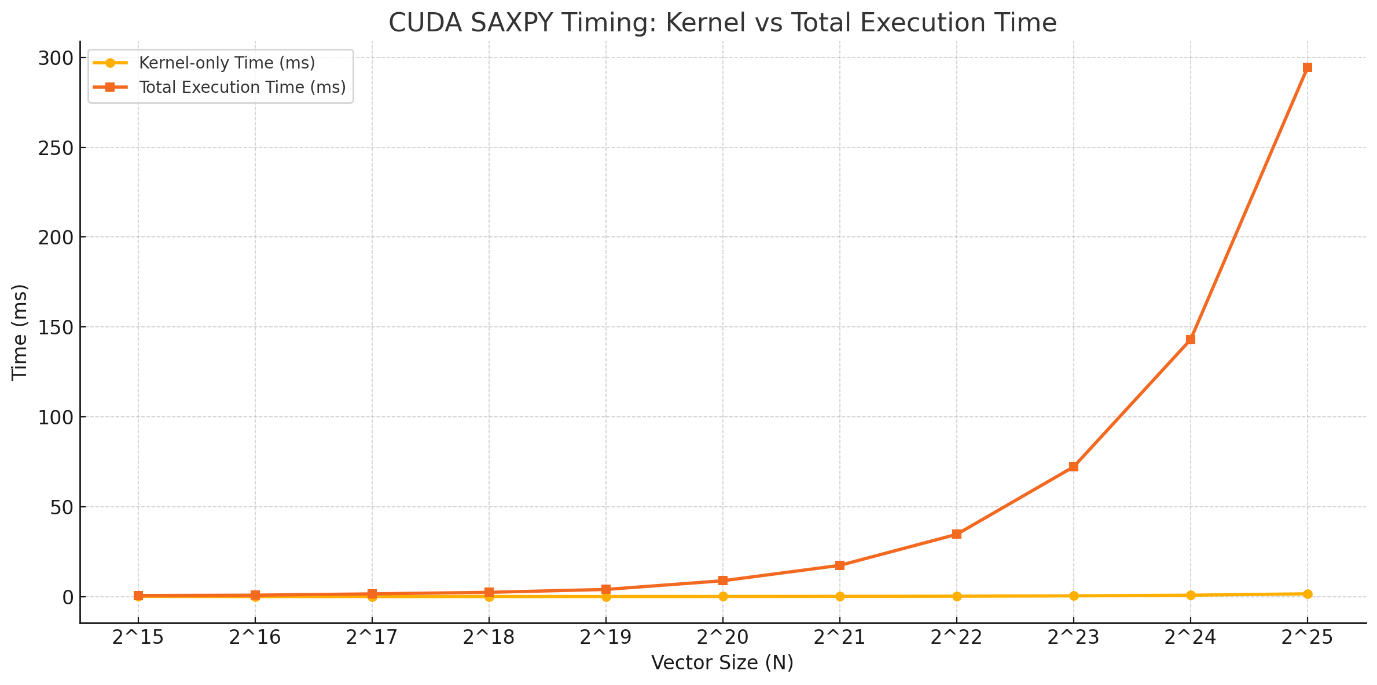 CUDA SAXPY Timing: Kernel vs Total Execution Time
Kernel-only Time (ms)
Total Execution Time (ms)
Time (ms)
300
250
200
150
100
50
0
2^15 2^16 2^17 2^18 2^19 2^20 2^21 2^22 2^23 2^24 2^25
Vector Size (N)